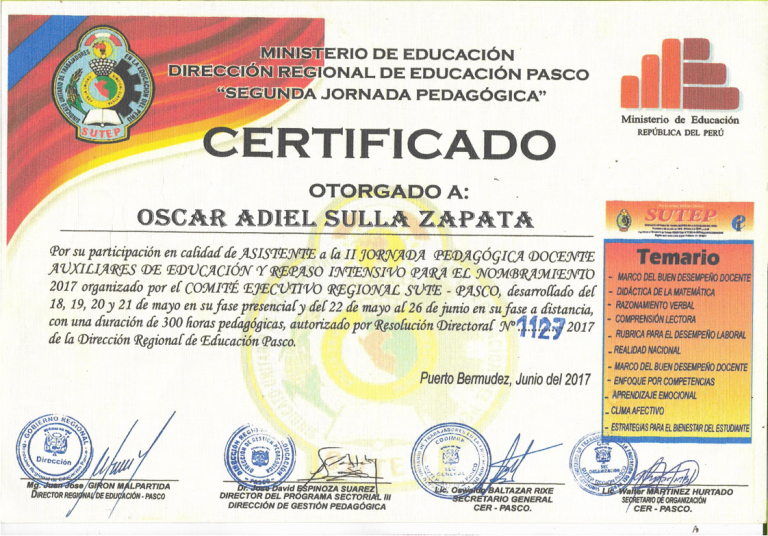 MINISTERIO DE EDUCACIÓN
DIRECCIÓN REGIONAL DE EDUCACIÓN PASCO
“SEGUNDA JORNADA PEDAGÓGICA”
CERTIFICADO
SUTEP
Ministerio de Educación
REPÚBLICA DEL PERÚ
OTORGADO A:
OSCAR ADIEL SULLA ZAPATA
Por su participación en calidad de ASISTENTE a la II JORNADA PEDAGÓGICA DOCENTE
AUXILIARES DE EDUCACIÓN Y REPASO INTENSIVO PARA EL NOMBRAMIENTO
2017 organizado por el COMITÉ EJECUTIVO REGIONAL SUTE - PASCO, desarrollado del
18, 19, 20 y 21 de mayo en su fase presencial y del 22 de mayo al 26 de junio en su fase a distancia,
con una duración de 300 horas pedagógicas, autorizado por Resolución Directoral N° 1127 2017
de la Dirección Regional de Educación Pasco.
Puerto Bermudez, Junio del 2017
SUTEP
Temario
- MARCO DEL BUEN DESEMPEÑO DOCENTE
- DIDÁCTICA DE LA MATEMÁTICA
- RAZONAMIENTO VERBAL
- COMPRENSIÓN LECTORA
- RUBRICA PARA EL DESEMPEÑO LABORAL
- REALIDAD NACIONAL
- MARCO DEL BUEN DESEMPEÑO DOCENTE
- ENFOQUE POR COMPETENCIAS
- APRENDIZAJE EMOCIONAL
- CLIMA AFECTIVO
- ESTRATEGIAS PARA EL BIENESTAR DEL ESTUDIANTE
GOBIERNO REGIONAL
Dirección
Mg. Juan Jose GIRON MALPARTIDA
DIRECTOR REGIONAL DE EDUCACIÓN - PASCO
Dr. Jose David ESPINOZA SUAREZ
DIRECTOR DEL PROGRAMA SECTORIAL III
DIRECCIÓN DE GESTIÓN PEDAGÓGICA
Lic. Oswaldo BALTAZAR RIXE
SECRETARIO GENERAL
CER - PASCO.
Lic. Walter MARTINEZ HURTADO
SECRETARIO DE ORGANIZACIÓN
CER - PASCO.